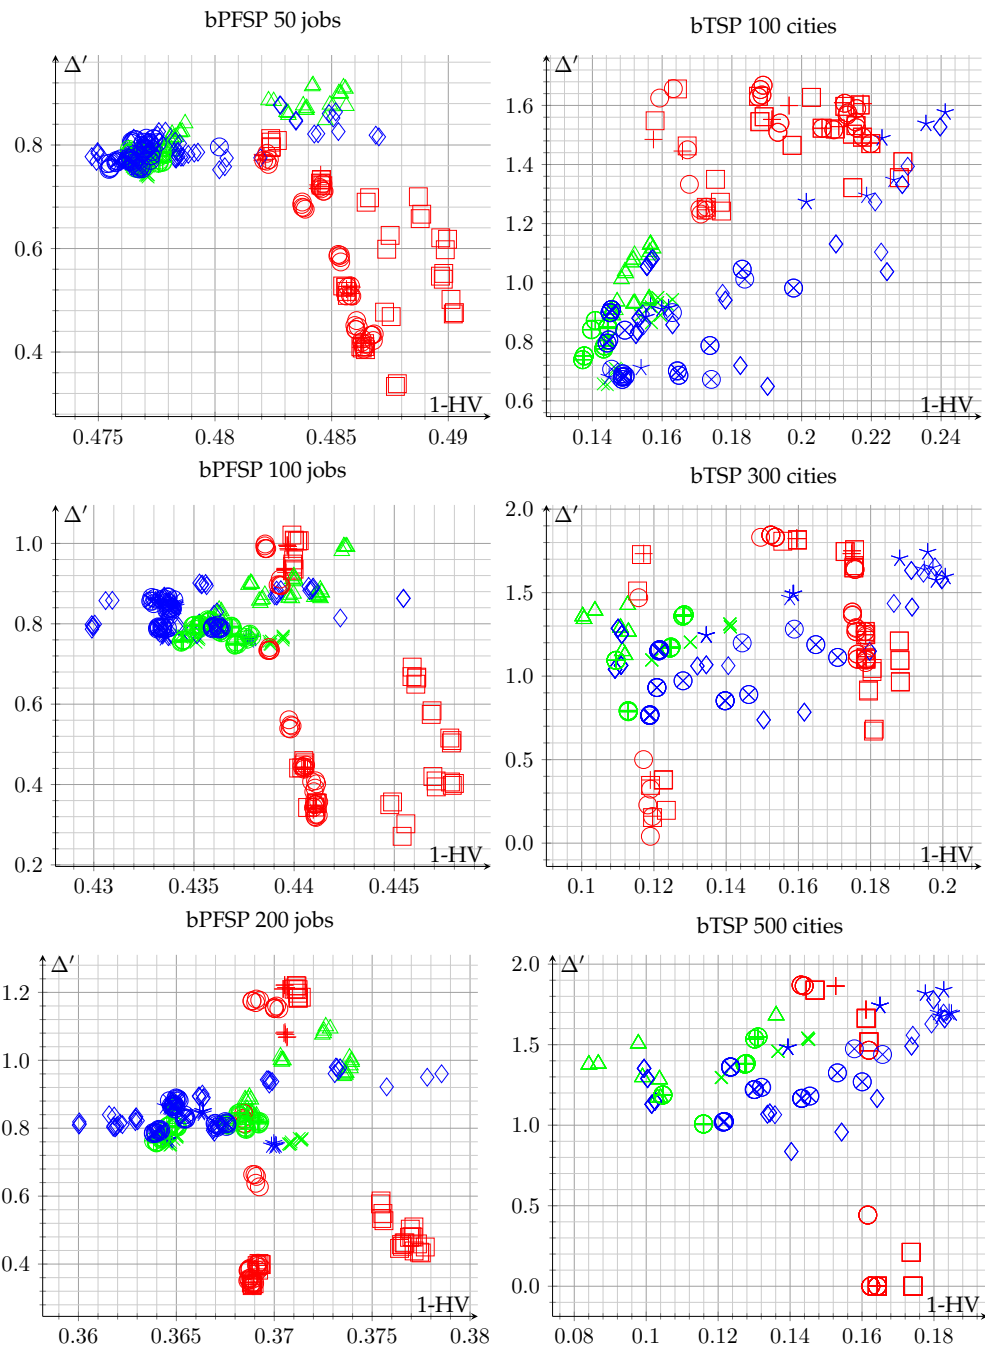 bPFSP 50 jobs
Δ′
0.8
0.6
0.4
1-HV
0.475 0.48 0.485 0.49
bTSP 100 cities
Δ′
1.6
1.4
1.2
1.0
0.8
0.6
1-HV
0.14 0.16 0.18 0.2 0.22 0.24
bPFSP 100 jobs
Δ′
1.0
0.8
0.6
0.4
0.2
1-HV
0.43 0.435 0.44 0.445
bTSP 300 cities
Δ′
2.0
1.5
1.0
0.5
0.0
1-HV
0.1 0.12 0.14 0.16 0.18 0.2
bPFSP 200 jobs
Δ′
1.2
1.0
0.8
0.6
0.4
1-HV
0.36 0.365 0.37 0.375 0.38
bTSP 500 cities
Δ′
2.0
1.5
1.0
0.5
0.0
1-HV
0.08 0.1 0.12 0.14 0.16 0.18